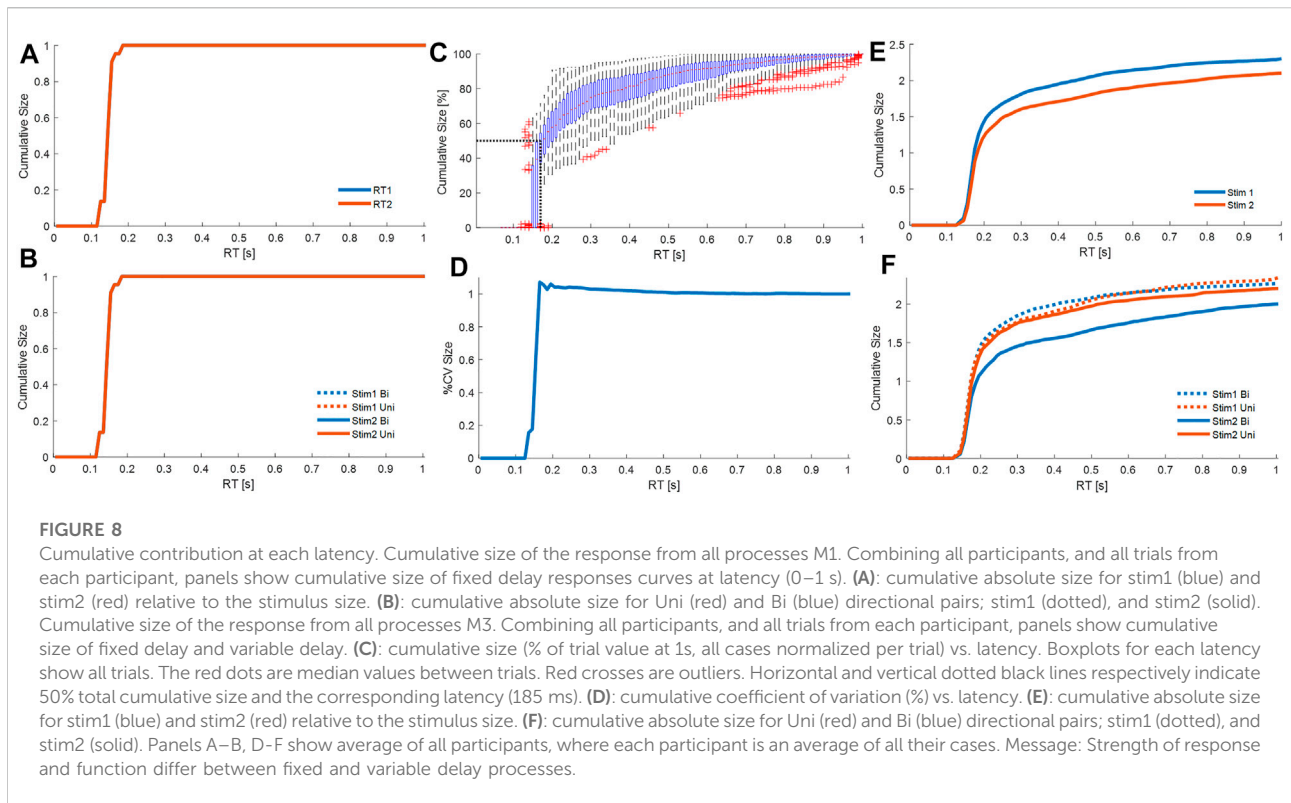 A
Cumulative Size
1
0.8
0.6
0.4
0.2
0
0 0.1 0.2 0.3 0.4 0.5 0.6 0.7 0.8 0.9 1
RT [s]
RT1
RT2
B
Cumulative Size
1
0.8
0.6
0.4
0.2
0
0 0.1 0.2 0.3 0.4 0.5 0.6 0.7 0.8 0.9 1
RT [s]
Stim1 Bi
Stim1 Uni
Stim2 Bi
Stim2 Uni
C
Cumulative Size [%]
100
80
60
40
20
0
0.1 0.2 0.3 0.4 0.5 0.6 0.7 0.8 0.9 1
RT [s]
D
%CV Size
1
0.8
0.6
0.4
0.2
0
0 0.1 0.2 0.3 0.4 0.5 0.6 0.7 0.8 0.9 1
RT [s]
E
Cumulative Size
2.5
2
1.5
1
0.5
0
0 0.1 0.2 0.3 0.4 0.5 0.6 0.7 0.8 0.9 1
RT [s]
Stim 1
Stim 2
F
Cumulative Size
2
1.5
1
0.5
0
0 0.1 0.2 0.3 0.4 0.5 0.6 0.7 0.8 0.9 1
RT [s]
Stim1 Bi
Stim1 Uni
Stim2 Bi
Stim2 Uni
FIGURE 8
Cumulative contribution at each latency. Cumulative size of the response from all processes M1. Combining all participants, and all trials from
each participant, panels show cumulative size of fixed delay responses curves at latency (0–1 s). (A): cumulative absolute size for stim1 (blue) and
stim2 (red) relative to the stimulus size. (B): cumulative absolute size for Uni (red) and Bi (blue) directional pairs; stim1 (dotted), and stim2 (solid).
Cumulative size of the response from all processes M3. Combining all participants, and all trials from each participant, panels show cumulative
size of fixed delay and variable delay. (C): cumulative size (% of trial value at 1s, all cases normalized per trial) vs. latency. Boxplots for each latency
show all trials. The red dots are median values between trials. Red crosses are outliers. Horizontal and vertical dotted black lines respectively indicate
50% total cumulative size and the corresponding latency (185 ms). (D): cumulative coefficient of variation (%) vs. latency. (E): cumulative absolute size
for stim1 (blue) and stim2 (red) relative to the stimulus size. (F): cumulative absolute size for Uni (red) and Bi (blue) directional pairs; stim1 (dotted), and
stim2 (solid). Panels A–B, D-F show average of all participants, where each participant is an average of all their cases. Message: Strength of response
and function differ between fixed and variable delay processes.